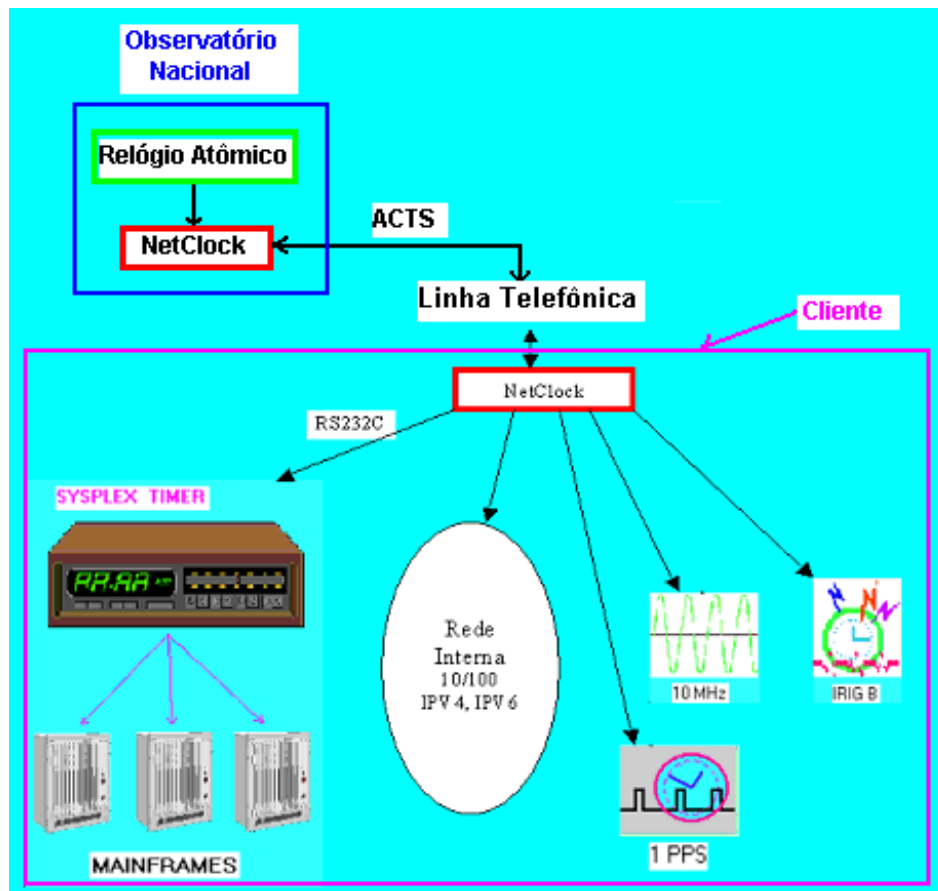 Observatório
Nacional
Relógio Atômico
NetClock
ACTS
Linha Telefônica
Cliente
NetClock
RS232C
SYSPLEX TIMER
Rede
Interna
10/100
IPV 4, IPV 6
10 MHz
IRIG B
1 PPS
MAINFRAMES